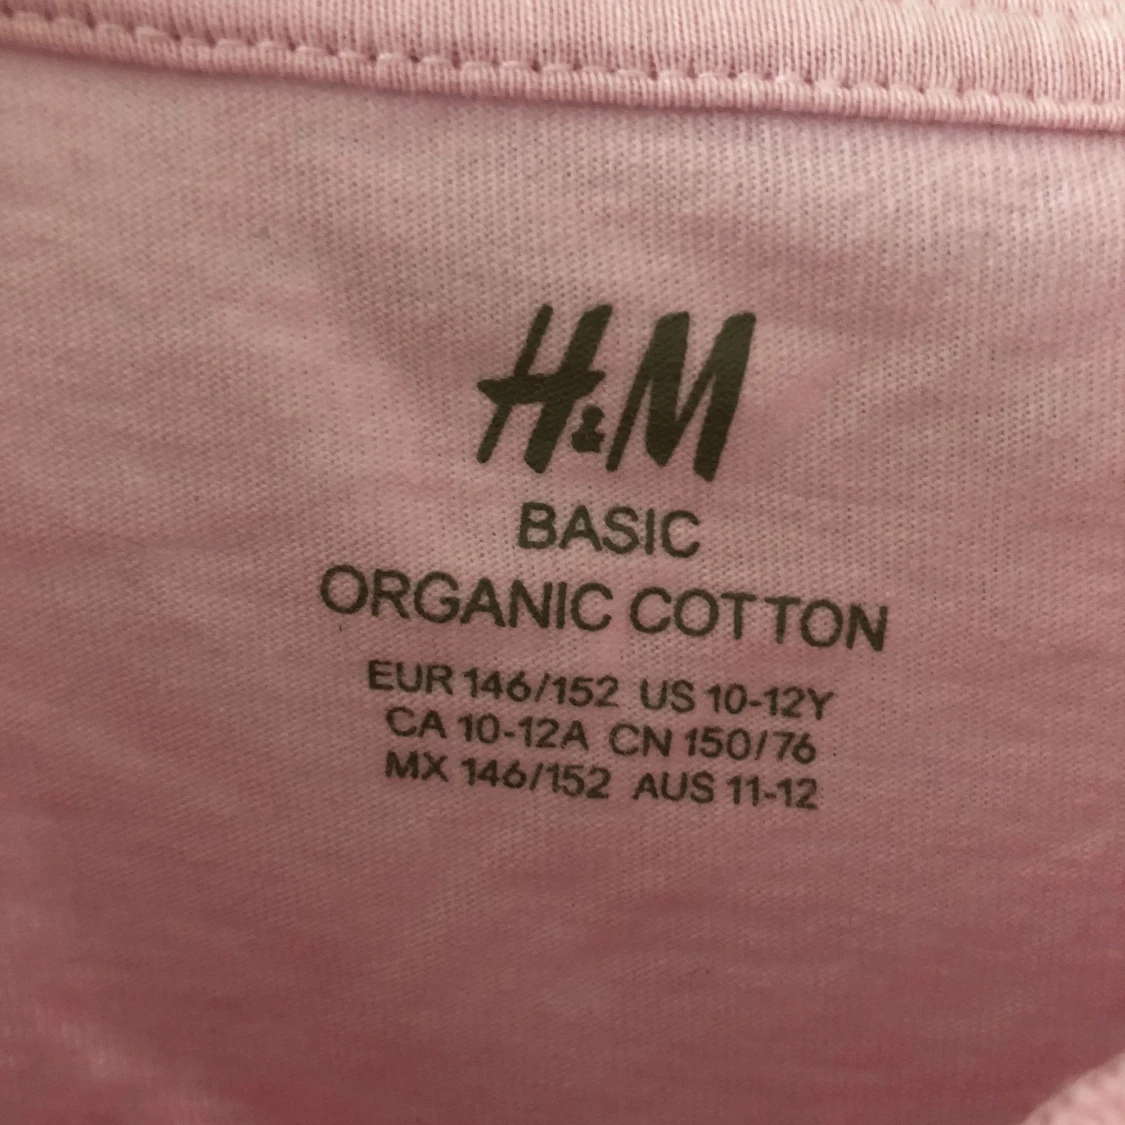 H&M
BASIC
ORGANIC COTTON
EUR 146/152 US 10-12Y
CA 10-12A CN 150/76
MX 146/152 AUS 11-12